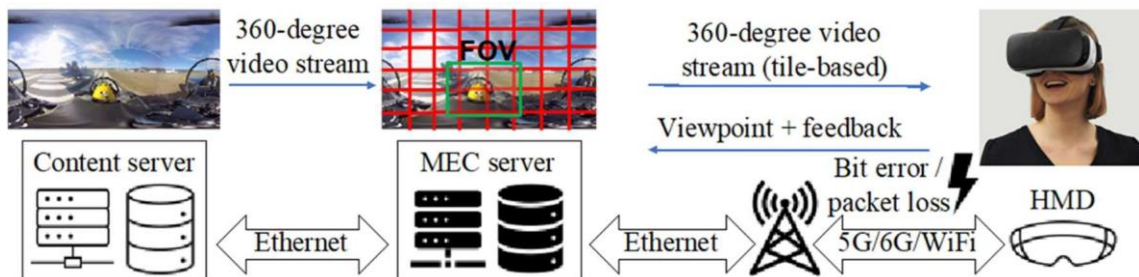 360-degree
video stream
FOV
360-degree video
stream (tile-based)
Viewpoint + feedback
Content server
MEC server
Bit error /
packet loss
HMD
Ethernet
Ethernet
5G/6G/WiFi